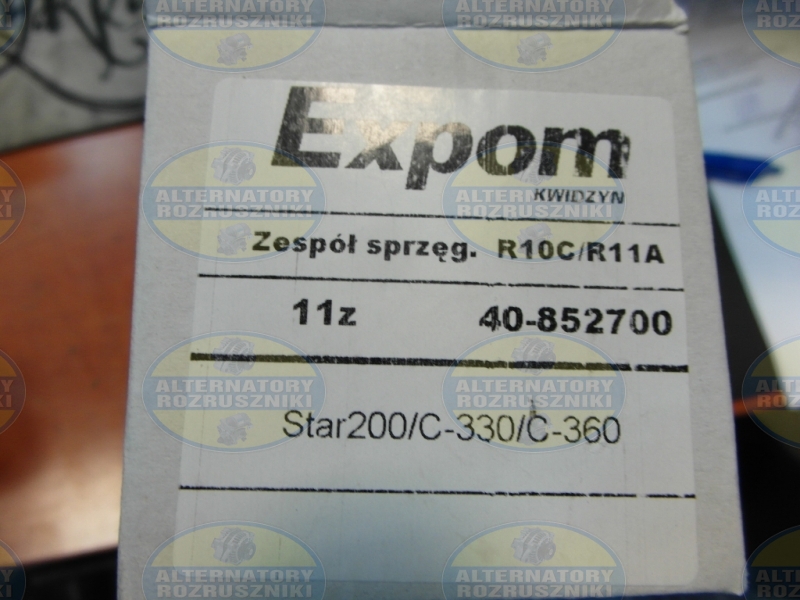 Expom
KWIDZYN
Zespół sprzęg. R10C/R11A
11z 40-852700
Star200/C-330/C-360
ALTERNATORY
ROZRUSZNIKI